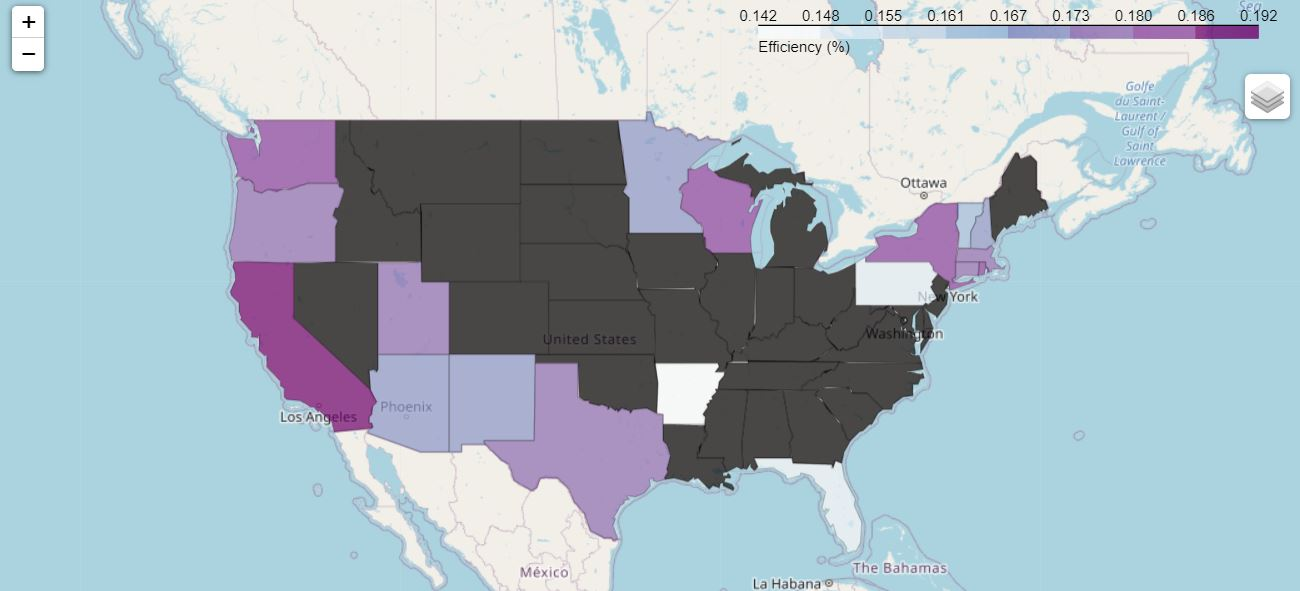 +
−
0.142 0.148 0.155 0.161 0.167 0.173 0.180 0.186 0.192
Efficiency (%)
Sea
Golfe
du Saint-
Laurent /
Gulf of
Saint
Lawrence
Ottawa
New York
Washington
United States
Phoenix
Los Angeles
México
The Bahamas
La Habana